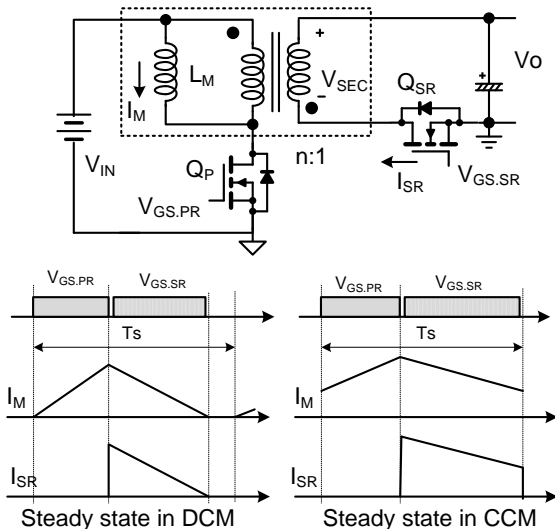 +
L_M
I_M
V_SEC
Q_SR
+
Vo
V_IN
Q_P
n:1
I_SR
V_GS.SR
V_GS.PR
V_GS.PR
V_GS.SR
Ts
I_M
I_SR
Steady state in DCM
V_GS.PR
V_GS.SR
Ts
I_M
I_SR
Steady state in CCM